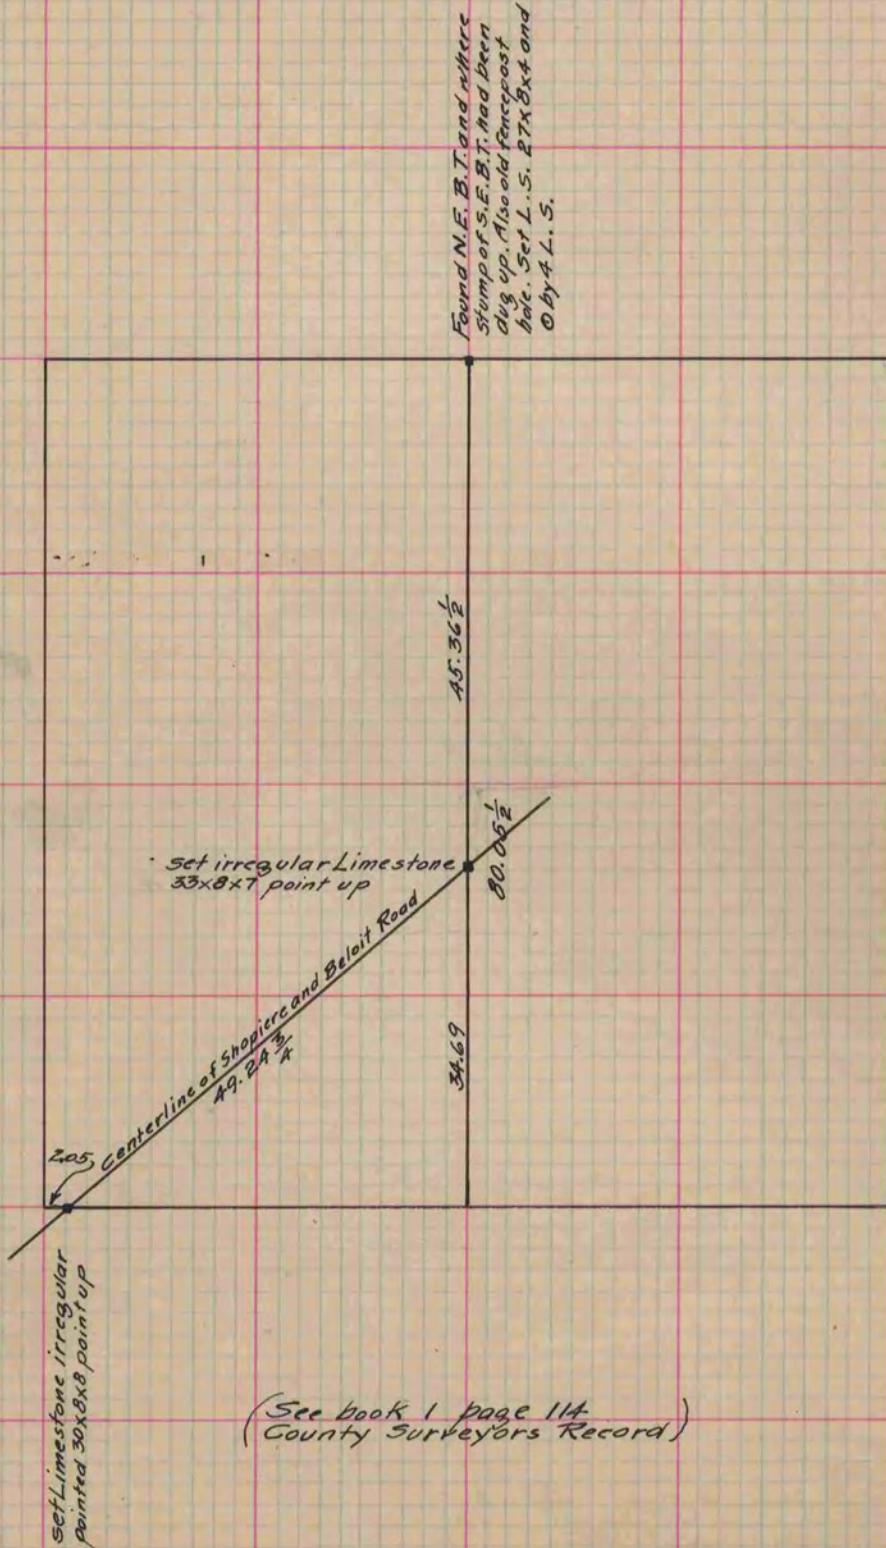 Found N.E. B.T. and where
stump of S.E. B.T. had been
dug up. Also old fencepost
hole. Set L.S. 27x8x4 and
⊙ by 4 L.S.
45.36 1/2
Set irregular Limestone
33x8x7 point up
80.05 1/2
Centerline of Shopiere and Beloit Road
49.24 3/4
34.69
2.05
Set Limestone irregular
pointed 30x8x8 point up
(See book 1 page 114
County Surveyors Record)